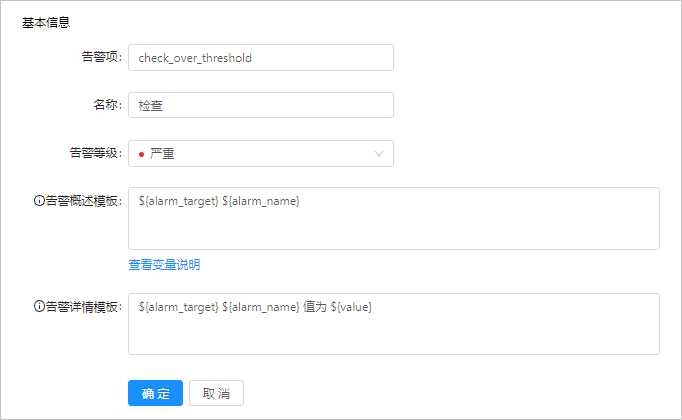 基本信息
告警项: check_over_threshold
名称: 检查
告警等级: 严重
告警概述模板: ${alarm_target} ${alarm_name}
查看变量说明
告警详情模板: ${alarm_target} ${alarm_name} 值为 ${value}
确 定 取 消